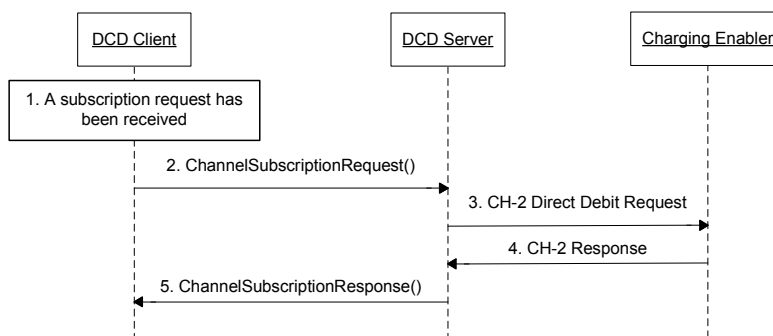 DCD Client
DCD Server
Charging Enabler
1. A subscription request has
been received
2. ChannelSubscriptionRequest()
3. CH-2 Direct Debit Request
4. CH-2 Response
5. ChannelSubscriptionResponse()